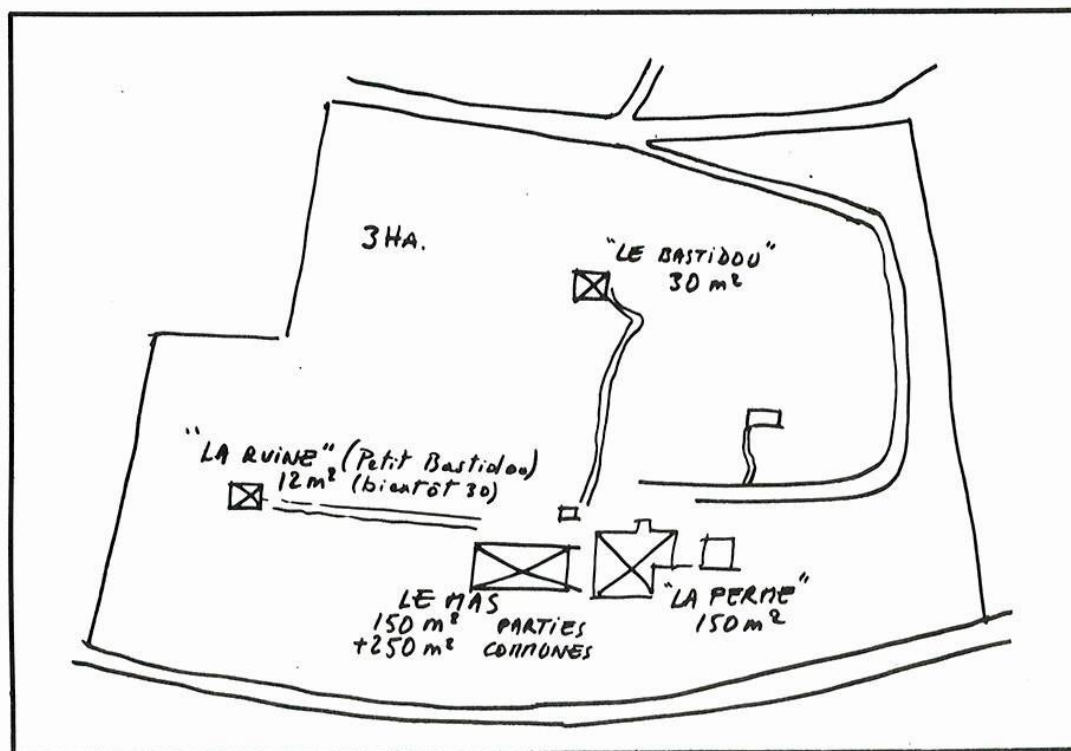 3HA.
"LE BASTIDOU"
30 m²
"LA RUINE" (Petit Bastidou)
12 m² (bientôt 30)
LE MAS
150 m² PARTIES
+250 m² COMMUNES
"LA FERME"
150 m²